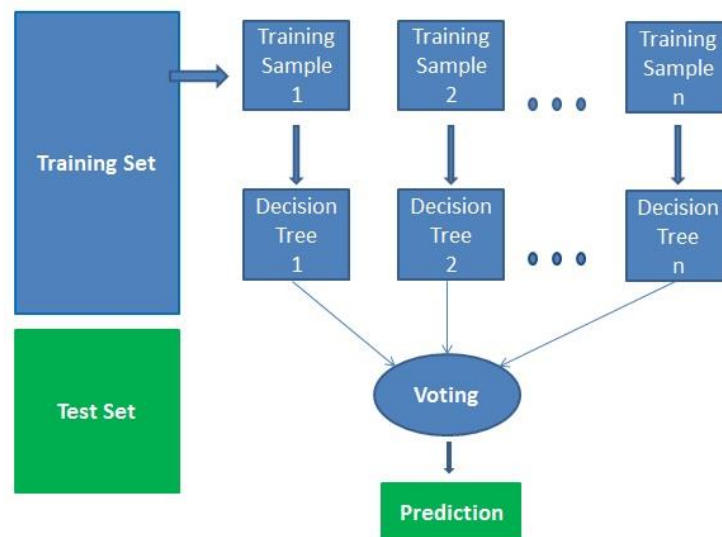 Training
Sample
1
Training
Sample
2
Training
Sample
n
Training Set
Decision
Tree
1
Decision
Tree
2
Decision
Tree
n
Test Set
Voting
Prediction